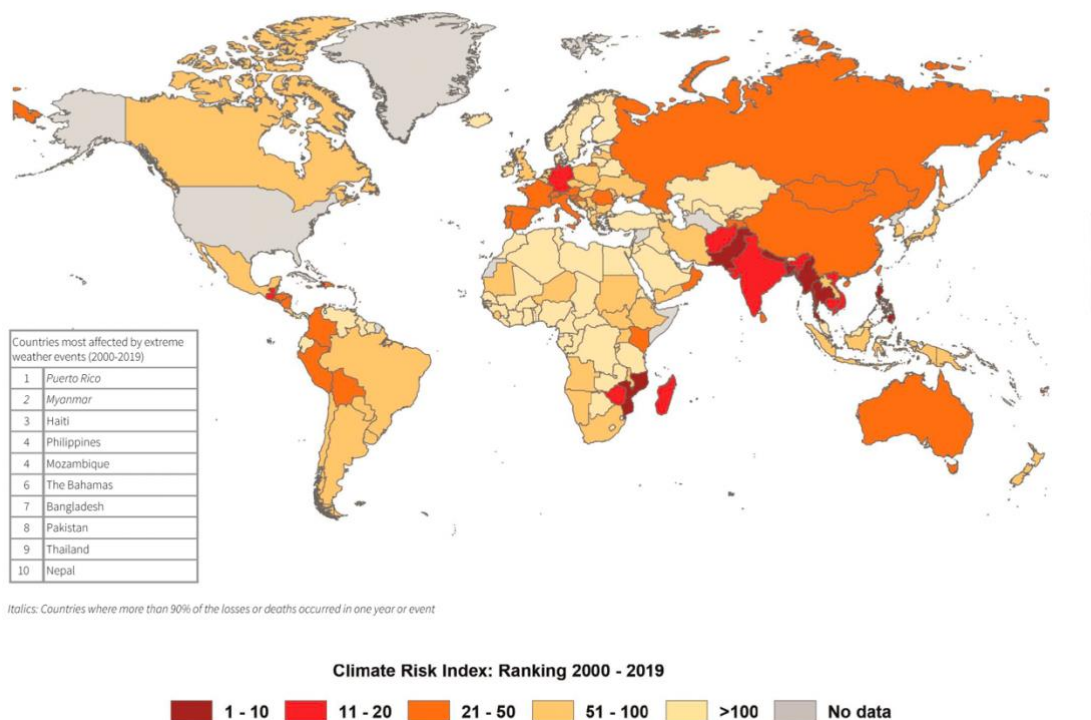 Countries most affected by extreme
weather events (2000-2019)
1 Puerto Rico
2 Myanmar
3 Haiti
4 Philippines
4 Mozambique
6 The Bahamas
7 Bangladesh
8 Pakistan
9 Thailand
10 Nepal
Italics: Countries where more than 90% of the losses or deaths occurred in one year or event
Climate Risk Index: Ranking 2000 - 2019
1 - 10 11 - 20 21 - 50 51 - 100 >100 No data